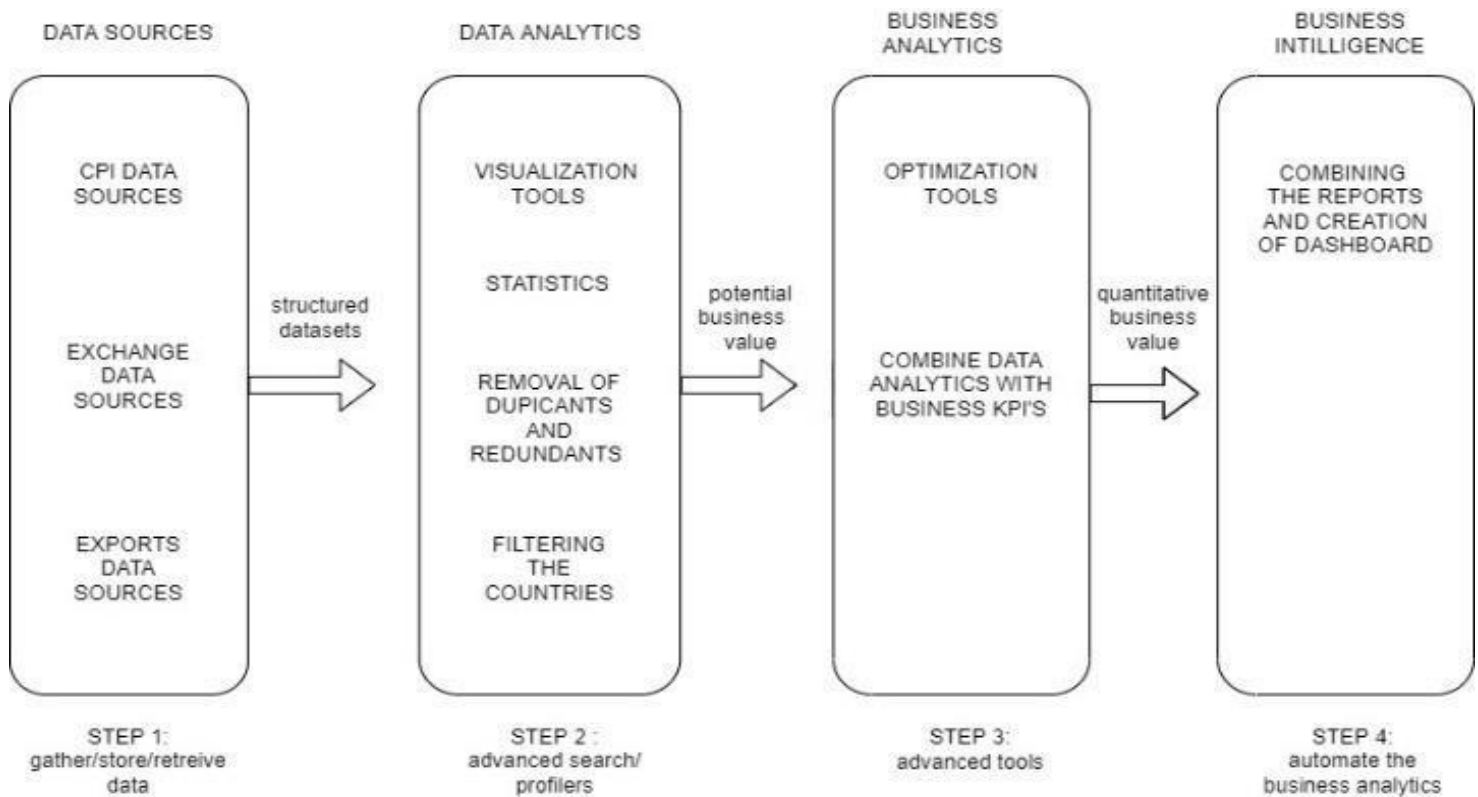 DATA SOURCES
CPI DATA
SOURCES
EXCHANGE
DATA
SOURCES
EXPORTS
DATA
SOURCES
STEP 1:
gather/store/retreive
data
structured
datasets
DATA ANALYTICS
VISUALIZATION
TOOLS
STATISTICS
REMOVAL OF
DUPICANTS
AND
REDUNDANTS
FILTERING
THE
COUNTRIES
STEP 2 :
advanced search/
profilers
potential
business
value
BUSINESS
ANALYTICS
OPTIMIZATION
TOOLS
COMBINE DATA
ANALYTICS WITH
BUSINESS KPI'S
STEP 3:
advanced tools
quantitative
business
value
BUSINESS
INTILLIGENCE
COMBINING
THE REPORTS
AND CREATION
OF DASHBOARD
STEP 4:
automate the
business analytics